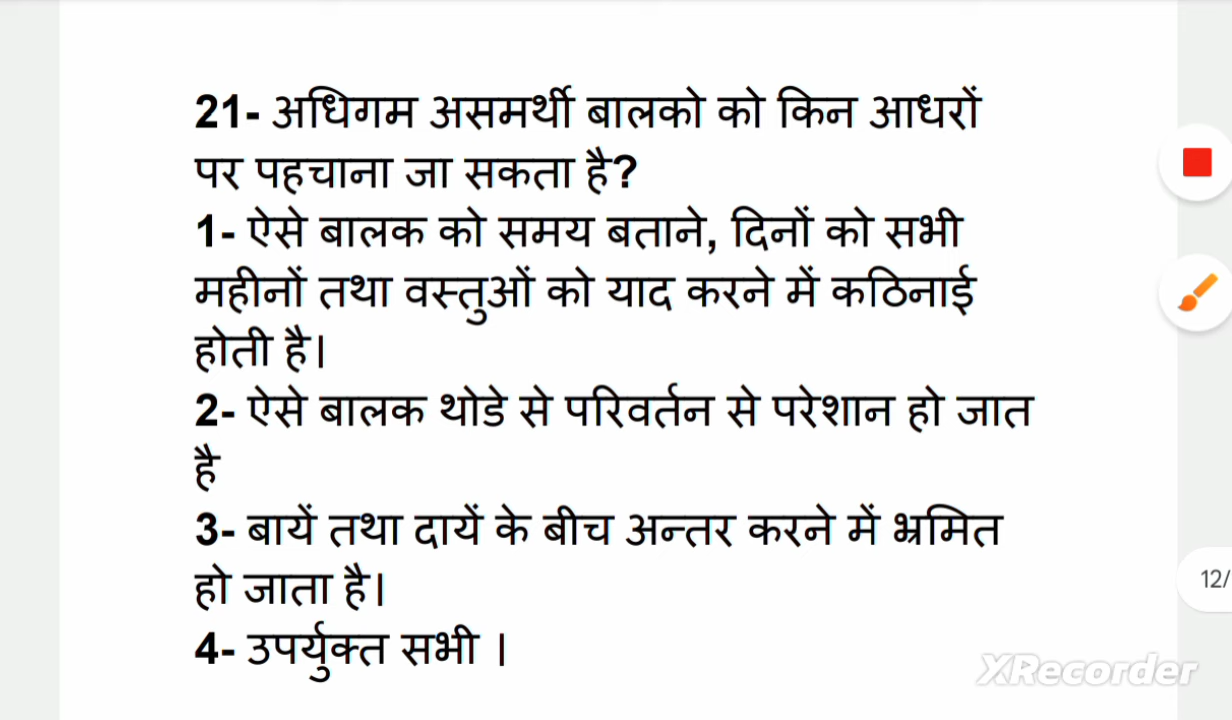 21- अधिगम असमर्थी बालको को किन आधरों
पर पहचाना जा सकता है?
1- ऐसे बालक को समय बताने, दिनों को सभी
महीनों तथा वस्तुओं को याद करने में कठिनाई
होती है।
2- ऐसे बालक थोडे से परिवर्तन से परेशान हो जात
है
3- बायें तथा दायें के बीच अन्तर करने में भ्रमित
हो जाता है।
4- उपर्युक्त सभी ।
12/
XRecorder